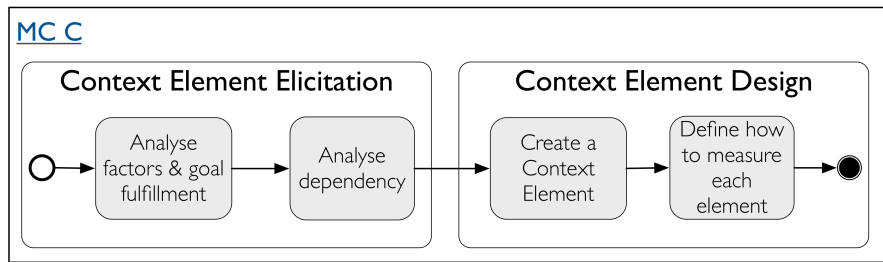 MC C
Context Element Elicitation
Analyse
factors & goal
fulfillment
Analyse
dependency
Context Element Design
Create a
Context
Element
Define how
to measure
each
element